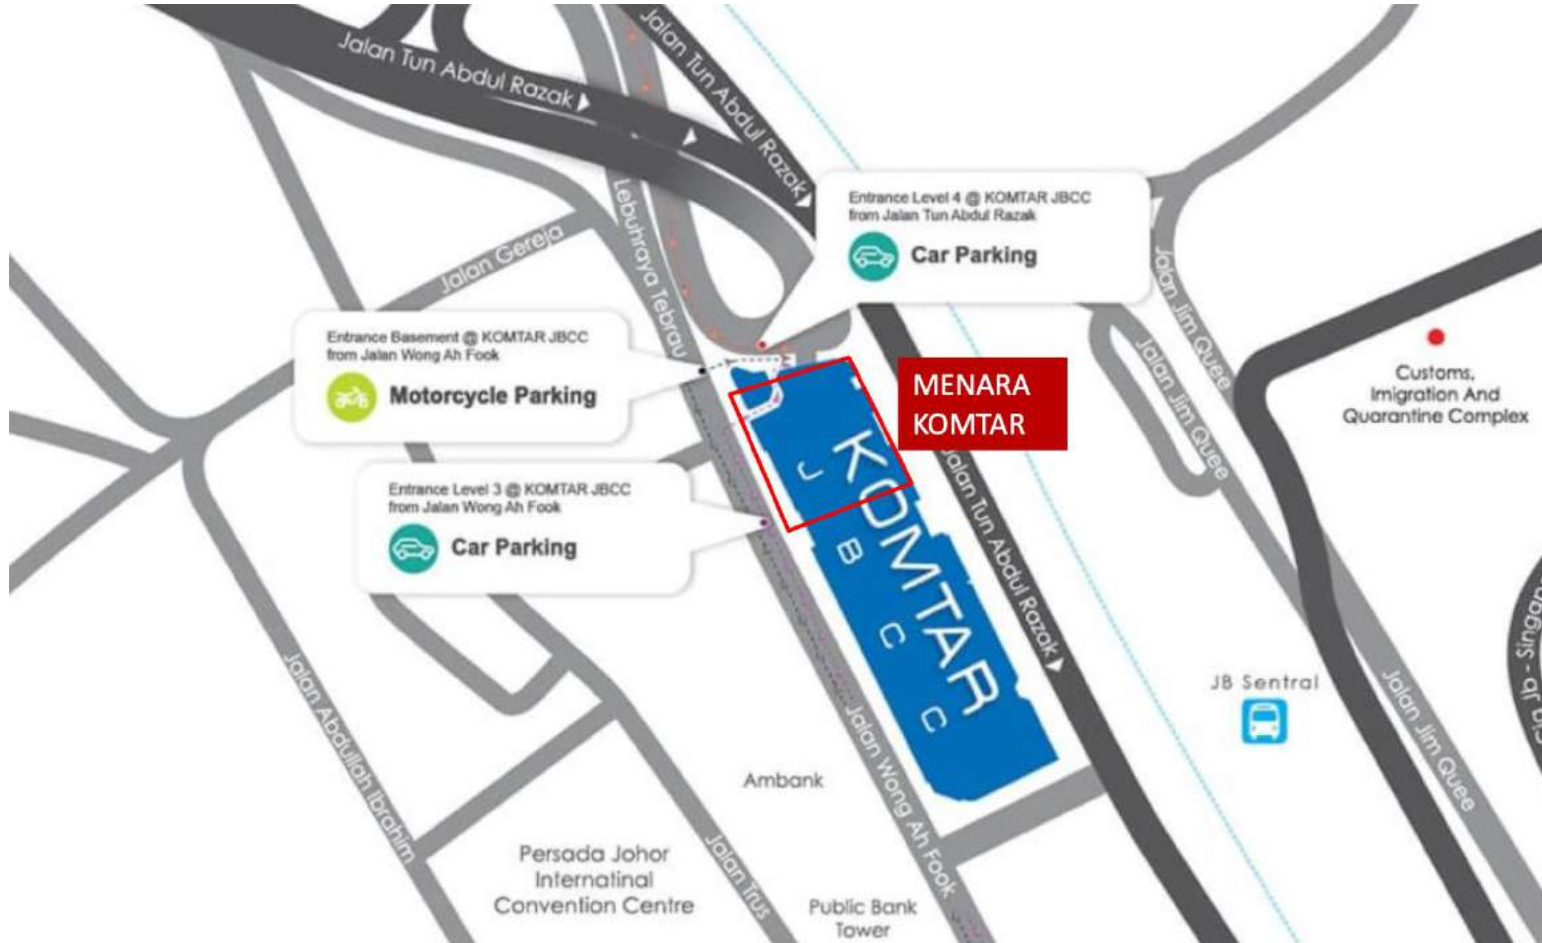 Jalan Tun Abdul Razak
Jalan Tun Abdul Razak
Entrance Level 4 @ KOMTAR JBCC
from Jalan Tun Abdul Razak
Car Parking
Lebuhraya Tebrau
Jalan Gereja
Jalan Jim Quee
Jalan Jim Quee
Entrance Basement @ KOMTAR JBCC
from Jalan Wong Ah Fook
Motorcycle Parking
MENARA
KOMTAR
Customs,
Imigration And
Quarantine Complex
Entrance Level 3 @ KOMTAR JBCC
from Jalan Wong Ah Fook
Car Parking
KOMTAR
JBCC
Jalan Tun Abdul Razak
JB Sentral
Jalan Jim Quee
Jalan Abdullah Ibrahim
Jalan Wong Ah Fook
Ambank
Persada Johor
Internatinal
Convention Centre
Jalan Trus
Public Bank
Tower